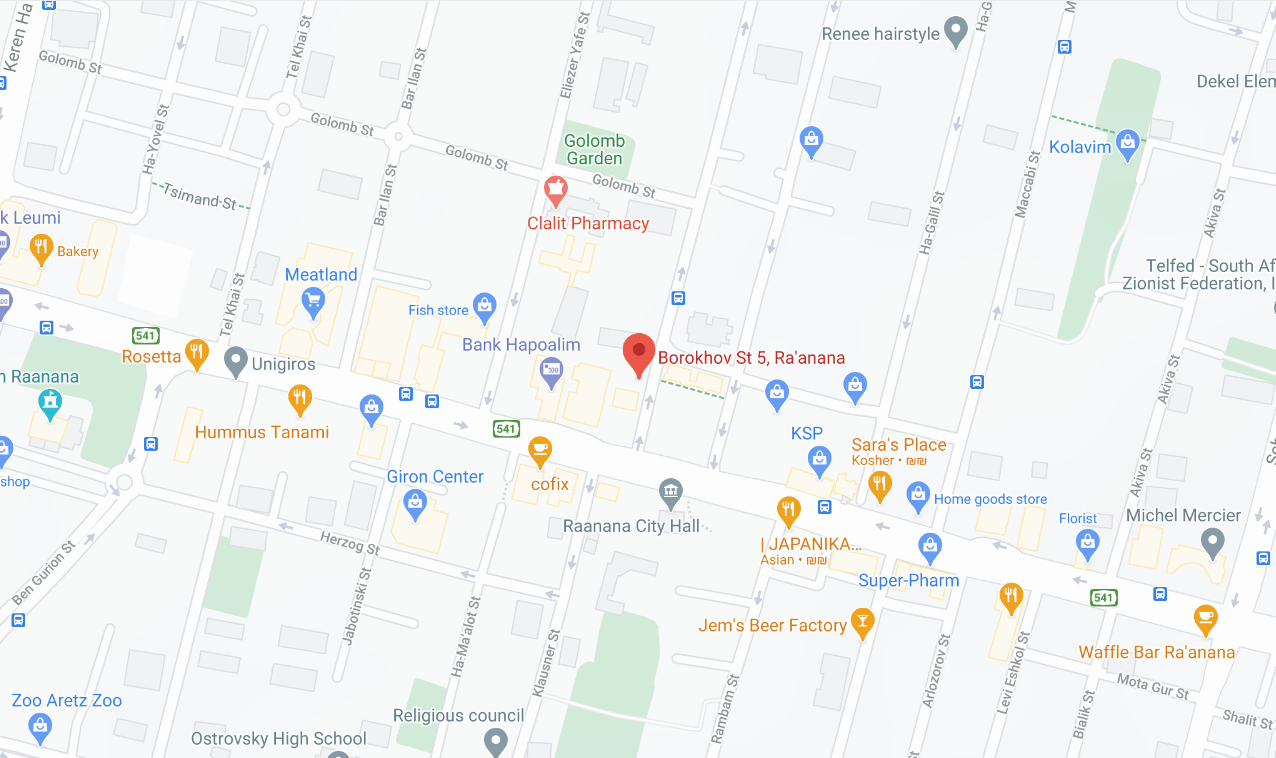 Keren Ha
Golomb St
Tel Khai St
Bar Ilan St
Eliezer Yafe St
Renee hairstyle
Ha-G
M
Dekel Elen
Ha-Yovel St
Golomb St
Golomb St
Golomb
Garden
Golomb St
Kolavim
Tsimand St
Bar Ilan St
Clalit Pharmacy
Maccabi St
Ha-Galil St
Akiva St
k Leumi
Bakery
Meatland
Telfed - South Af
Zionist Federation, I
Tel Khai St
Fish store
541
Rosetta
Unigiros
Bank Hapoalim
Borokhov St 5, Ra'anana
n Raanana
Akiva St
Hummus Tanami
541
KSP
Sara's Place
Kosher • ₪₪
shop
Giron Center
cofix
Home goods store
Akiva St
Raanana City Hall
Florist
Michel Mercier
| JAPANIKA...
Asian • ₪₪
Herzog St
Super-Pharm
Ben Gurion St
541
Jabotinski St
Jem's Beer Factory
Ha-Ma'alot St
Klausner St
Waffle Bar Ra'anana
Arlozorov St
Levi Eshkol St
Mota Gur St
Zoo Aretz Zoo
Rambam St
Bialik St
Shalit St
Religious council
Ostrovsky High School